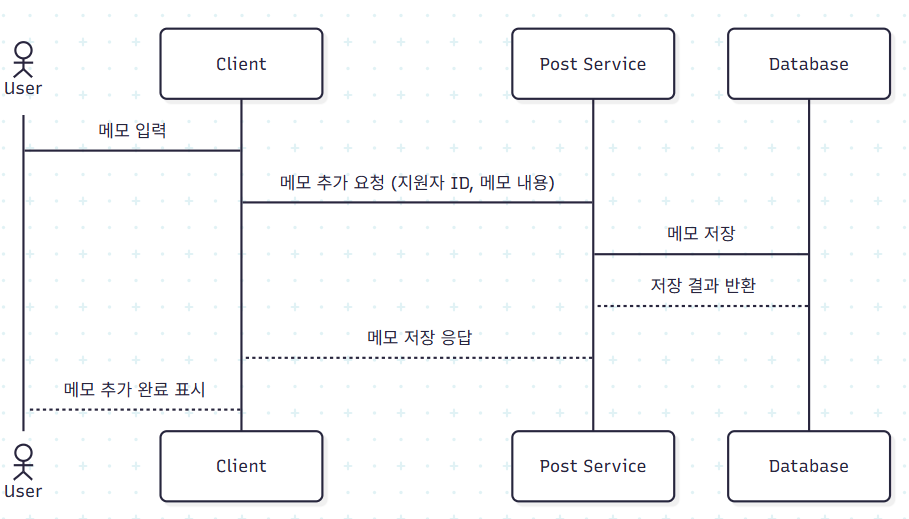 Client
Post Service
Database
User
메모 입력
메모 추가 요청 (지원자 ID, 메모 내용)
메모 저장
저장 결과 반환
메모 저장 응답
메모 추가 완료 표시
Client
Post Service
Database
User